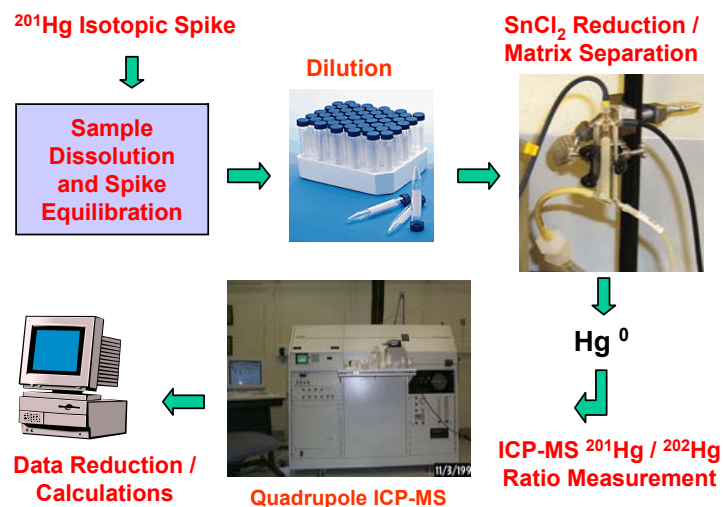 ²⁰¹Hg Isotopic Spike
Sample
Dissolution
and Spike
Equilibration
Dilution
SnCl₂ Reduction /
Matrix Separation
Hg ⁰
ICP-MS ²⁰¹Hg / ²⁰²Hg
Ratio Measurement
11/3/199
Quadrupole ICP-MS
Data Reduction /
Calculations